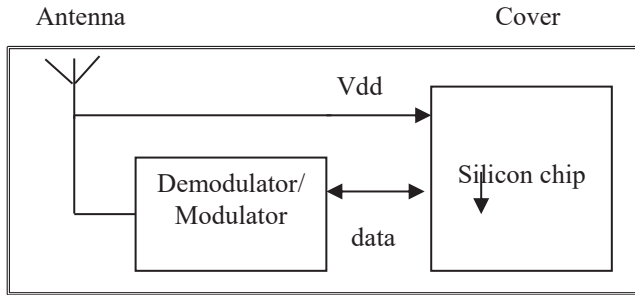 Antenna
Cover
Vdd
Silicon chip
Demodulator/
Modulator
data